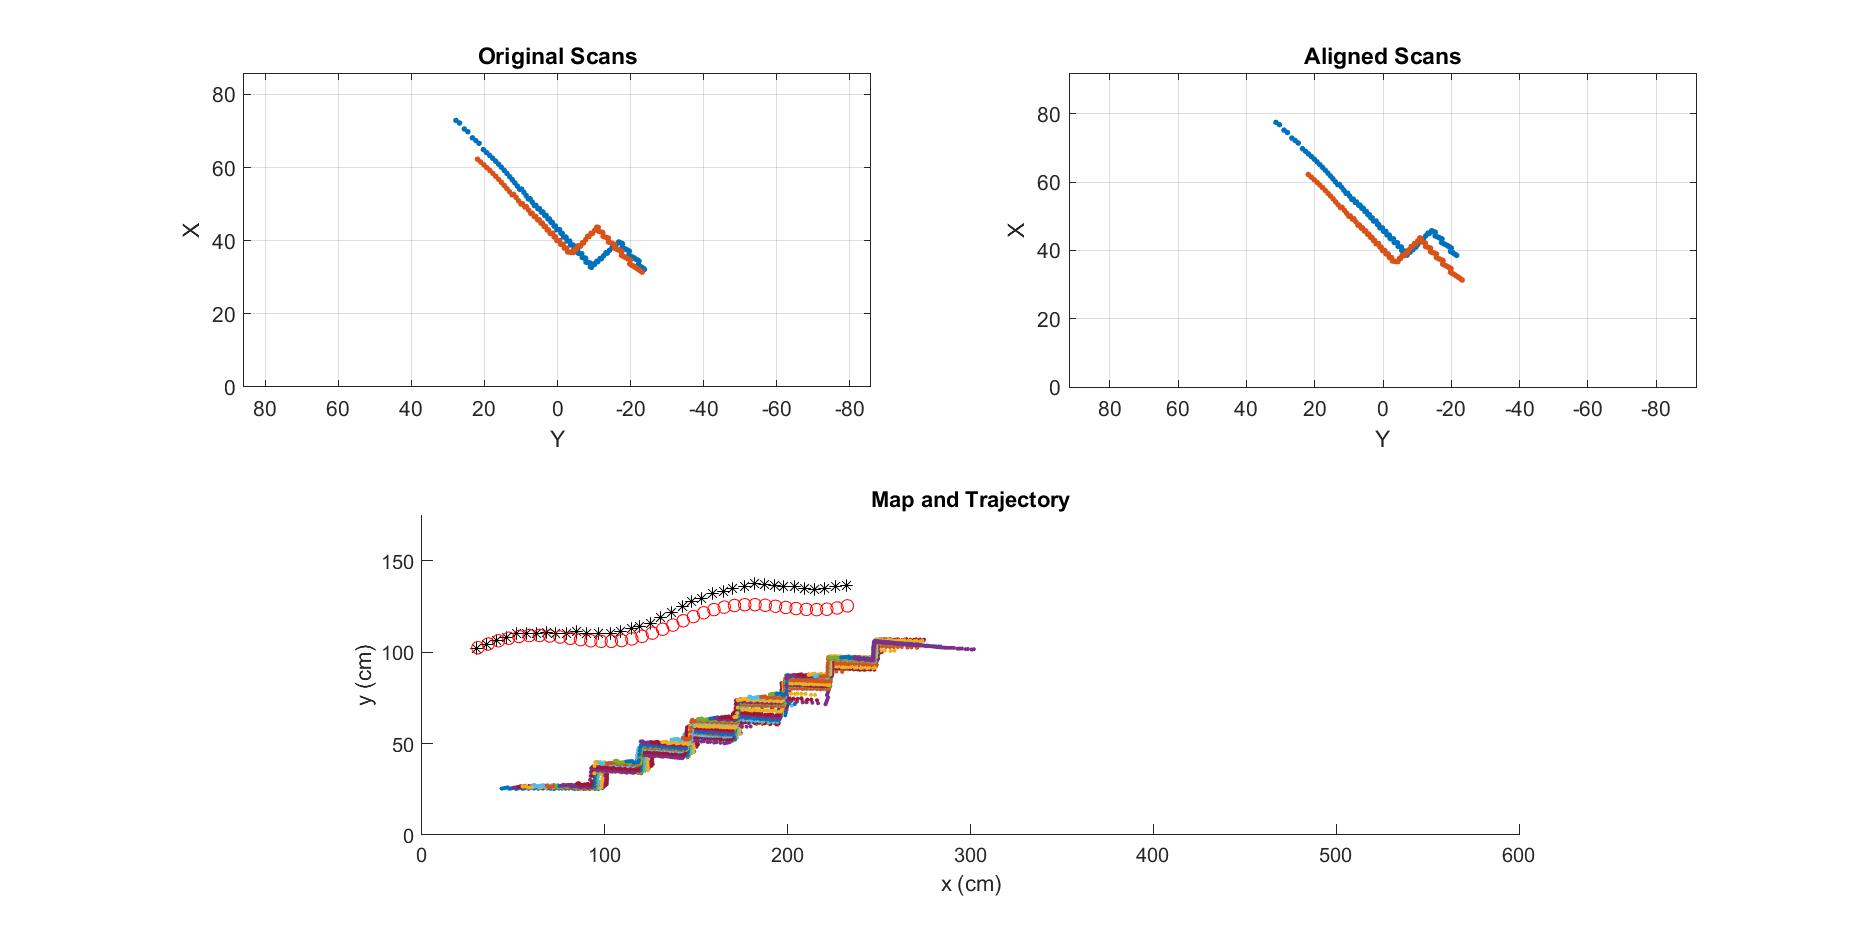 Original Scans
80
60
40
20
0
80 60 40 20 0 -20 -40 -60 -80
X
Y
Aligned Scans
80
60
40
20
0
80 60 40 20 0 -20 -40 -60 -80
X
Y
Map and Trajectory
150
100
50
0
0 100 200 300 400 500 600
y (cm)
x (cm)